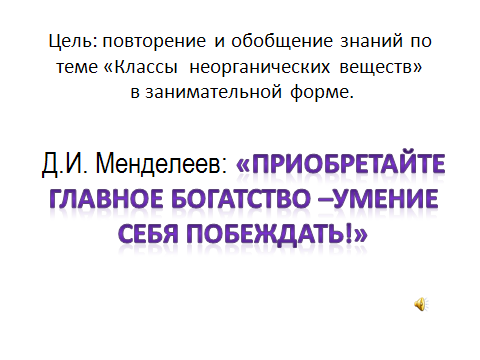 Цель: повторение и обобщение знаний по
теме «Классы неорганических веществ»
в занимательной форме.
Д.И. Менделеев: «ПРИОБРЕТАЙТЕ
ГЛАВНОЕ БОГАТСТВО –УМЕНИЕ
СЕБЯ ПОБЕЖДАТЬ!»